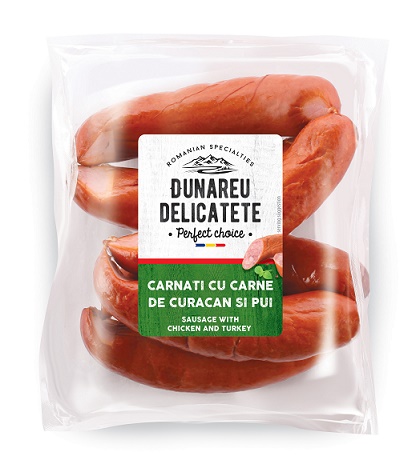 ROMANIAN SPECIALTIES
DUNAREU
DELICATETE
• Perfect choice •
CARNATI CU CARNE
DE CURACAN SI PUI
SAUSAGE WITH
CHICKEN AND TURKEY